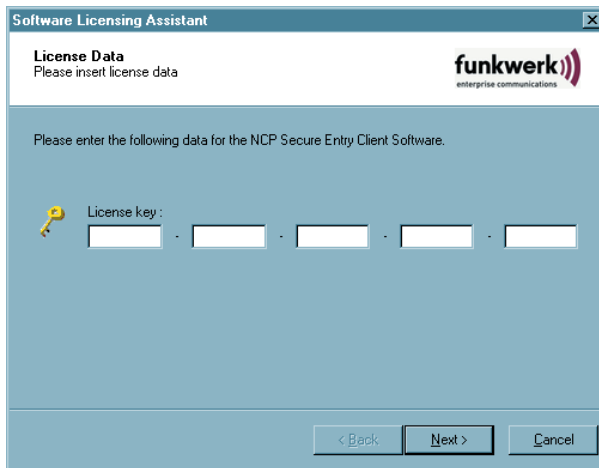 Software Licensing Assistant
License Data
Please insert license data
funkwerk
enterprise communications
Please enter the following data for the NCP Secure Entry Client Software.
License key :
- - - -
< Back Next > Cancel